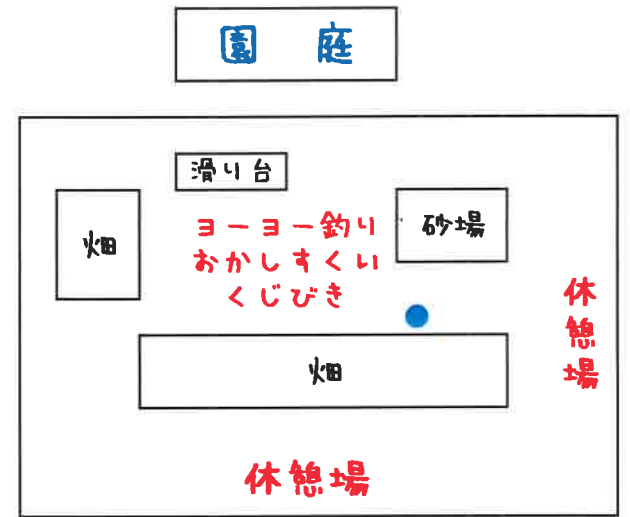 園 庭
滑り台
畑
ヨーヨー釣り
おかしすくい
くじびき
砂場
休憩場
畑
休憩場